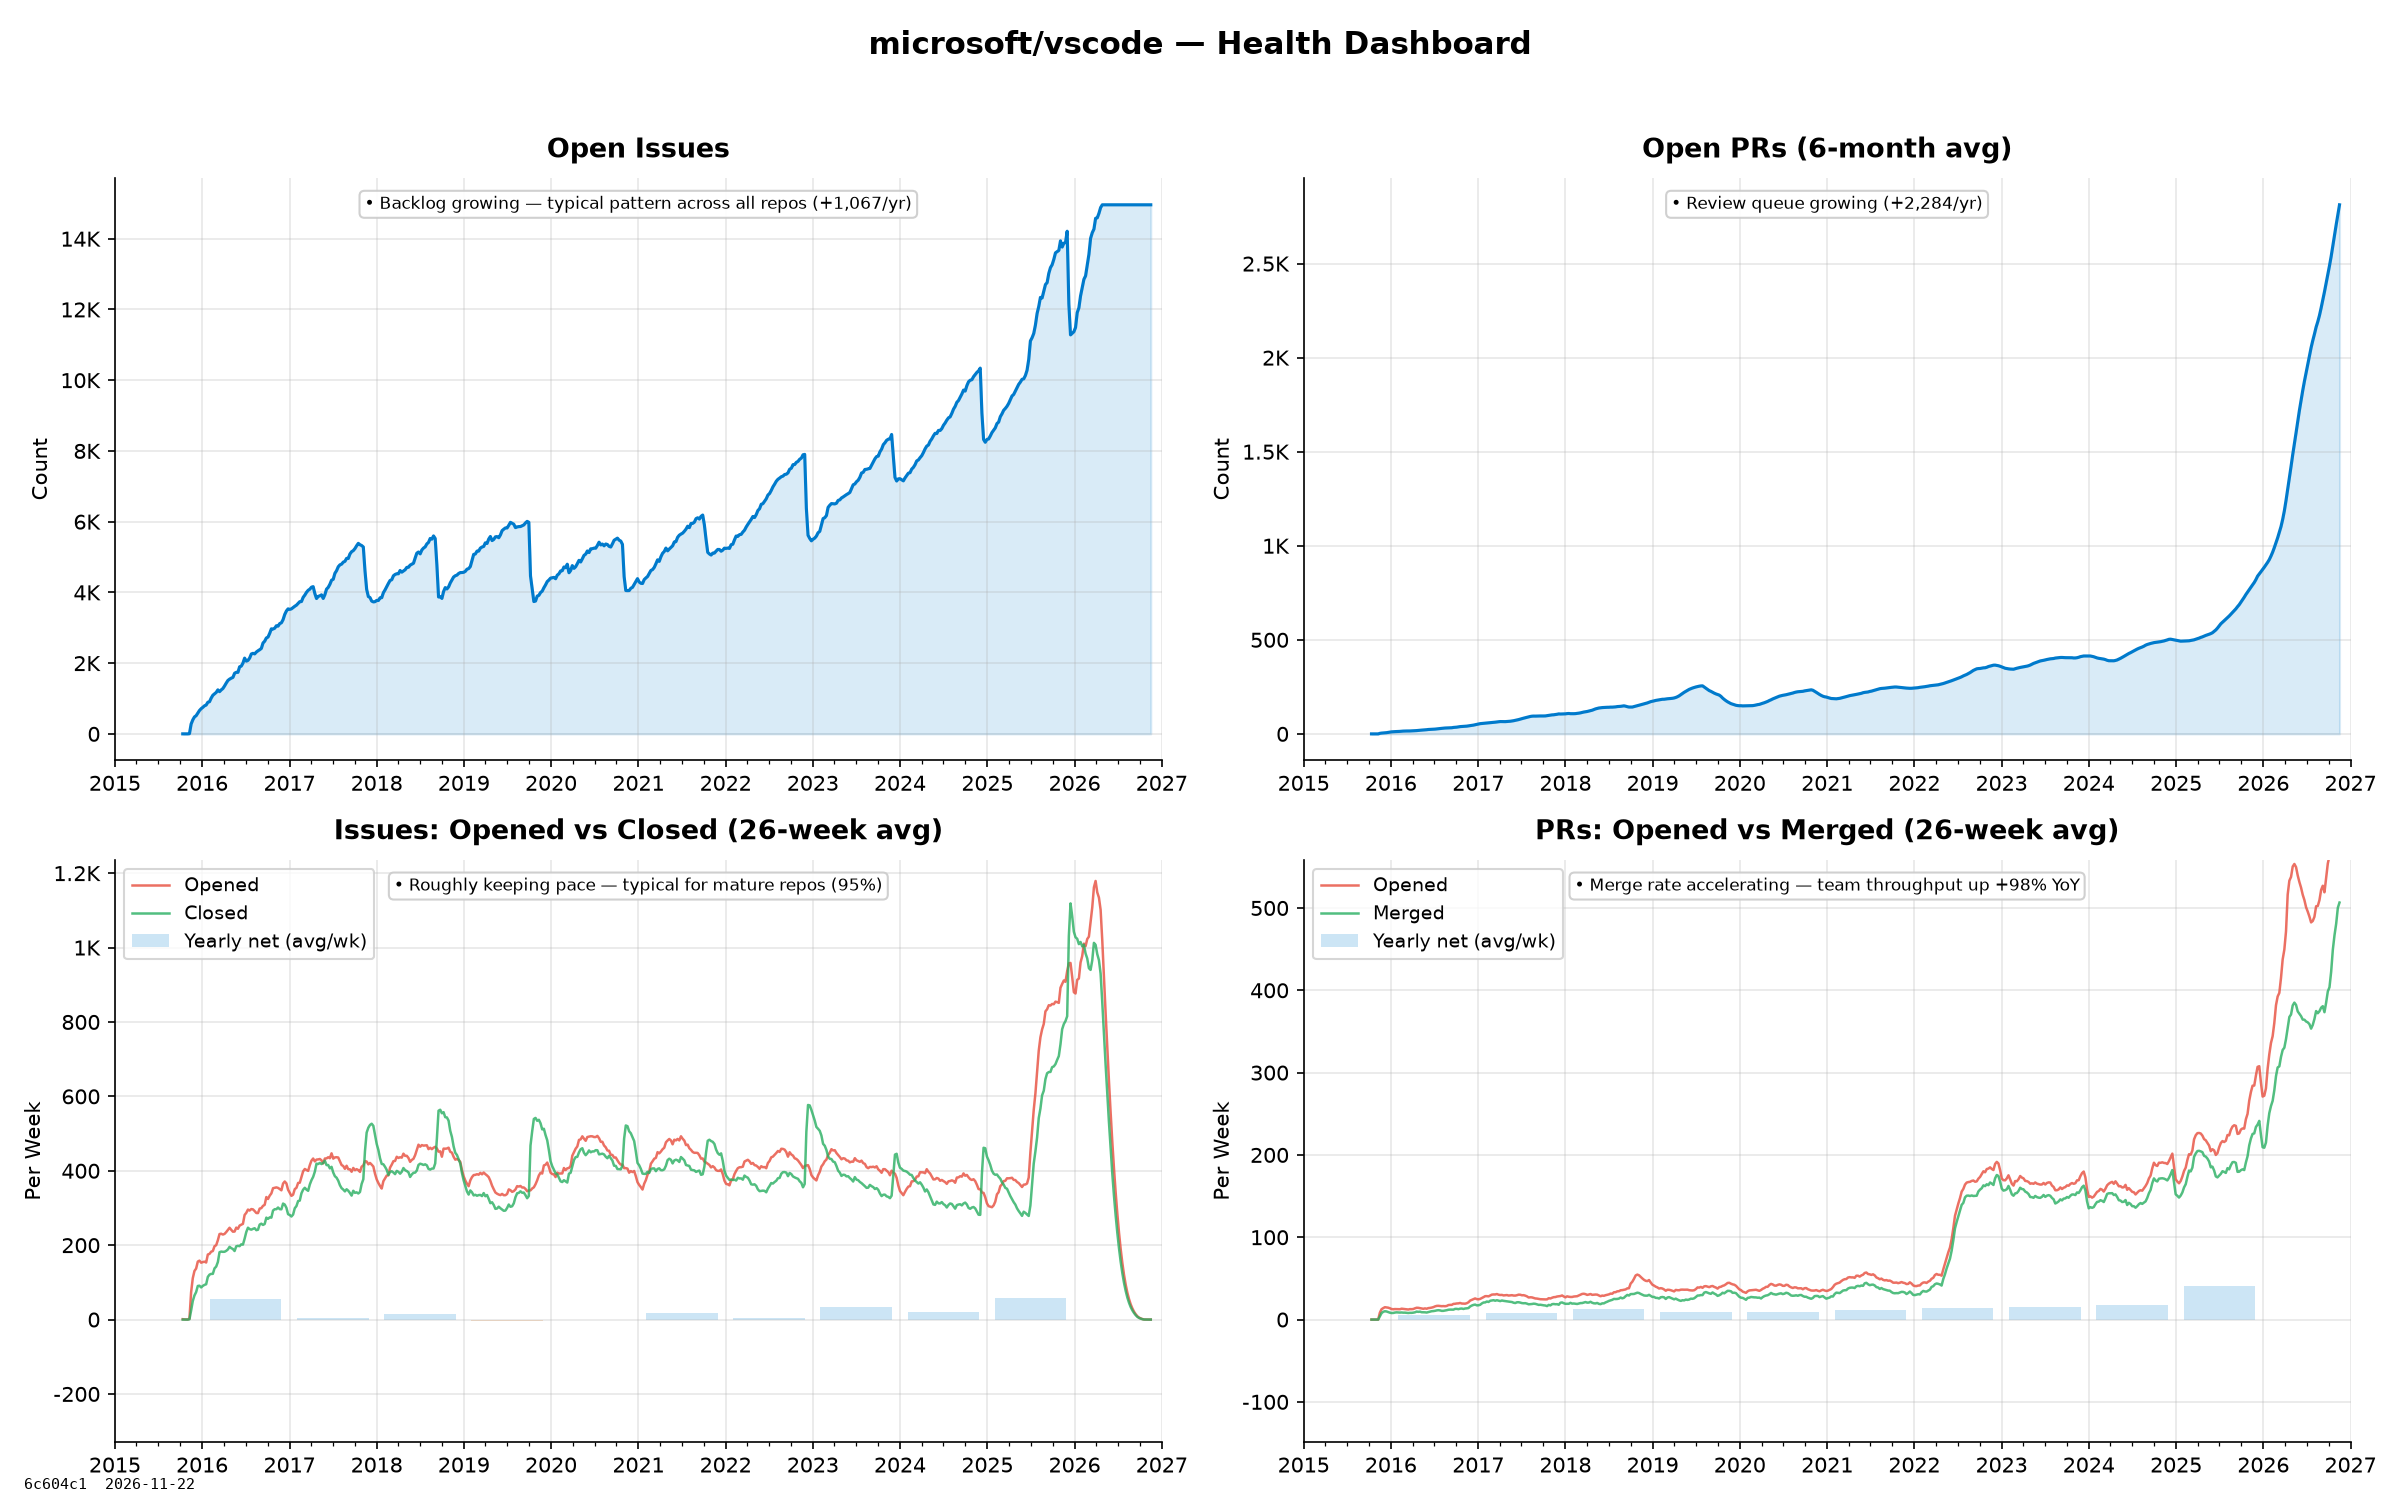 microsoft/vscode — Health Dashboard
Open Issues
• Backlog growing — typical pattern across all repos (+1,067/yr)
Count
14K
12K
10K
8K
6K
4K
2K
0
2015 2016 2017 2018 2019 2020 2021 2022 2023 2024 2025 2026 2027
Open PRs (6-month avg)
• Review queue growing (+2,284/yr)
Count
2.5K
2K
1.5K
1K
500
0
2015 2016 2017 2018 2019 2020 2021 2022 2023 2024 2025 2026 2027
Issues: Opened vs Closed (26-week avg)
Opened
Closed
Yearly net (avg/wk)
• Roughly keeping pace — typical for mature repos (95%)
Per Week
1.2K
1K
800
600
400
200
0
-200
2015 2016 2017 2018 2019 2020 2021 2022 2023 2024 2025 2026 2027
PRs: Opened vs Merged (26-week avg)
Opened
Merged
Yearly net (avg/wk)
• Merge rate accelerating — team throughput up +98% YoY
Per Week
500
400
300
200
100
0
-100
2015 2016 2017 2018 2019 2020 2021 2022 2023 2024 2025 2026 2027
6c604c1 2026-11-22